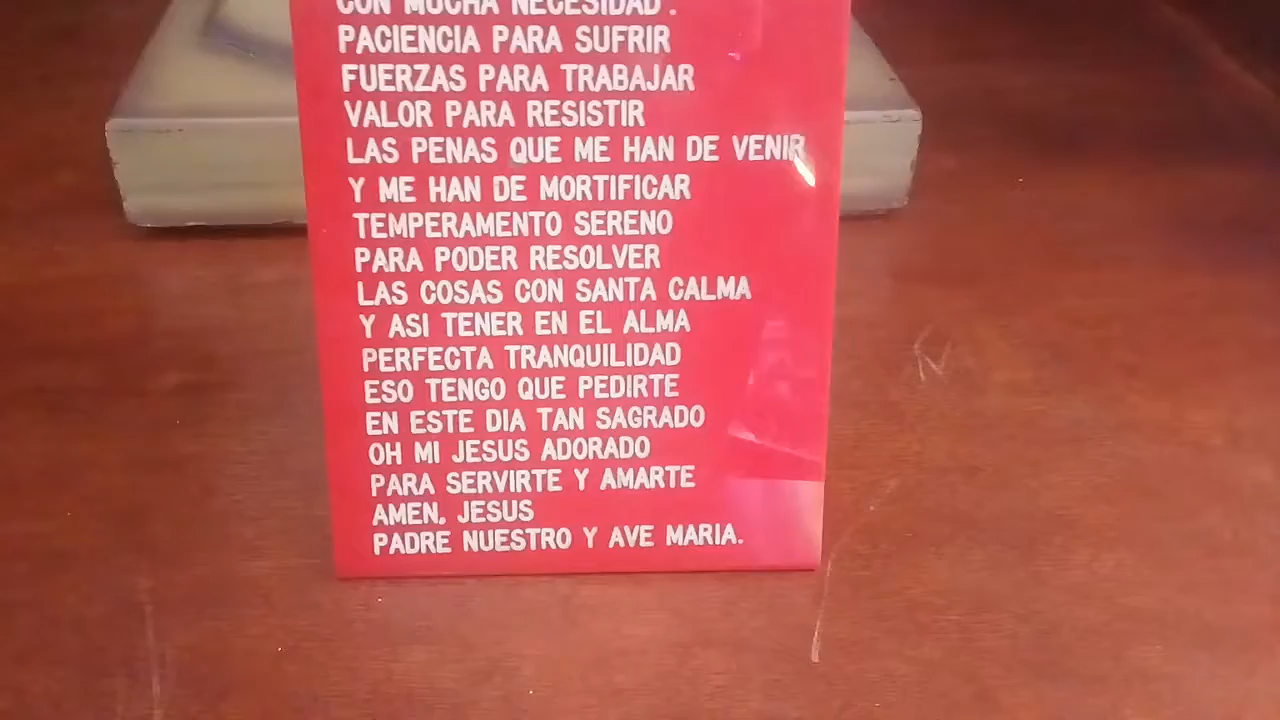 CON MUCHA NECESIDAD.
PACIENCIA PARA SUFRIR
FUERZAS PARA TRABAJAR
VALOR PARA RESISTIR
LAS PENAS QUE ME HAN DE VENIR
Y ME HAN DE MORTIFICAR
TEMPERAMENTO SERENO
PARA PODER RESOLVER
LAS COSAS CON SANTA CALMA
Y ASI TENER EN EL ALMA
PERFECTA TRANQUILIDAD
ESO TENGO QUE PEDIRTE
EN ESTE DIA TAN SAGRADO
OH MI JESUS ADORADO
PARA SERVIRTE Y AMARTE
AMEN. JESUS
PADRE NUESTRO Y AVE MARIA.